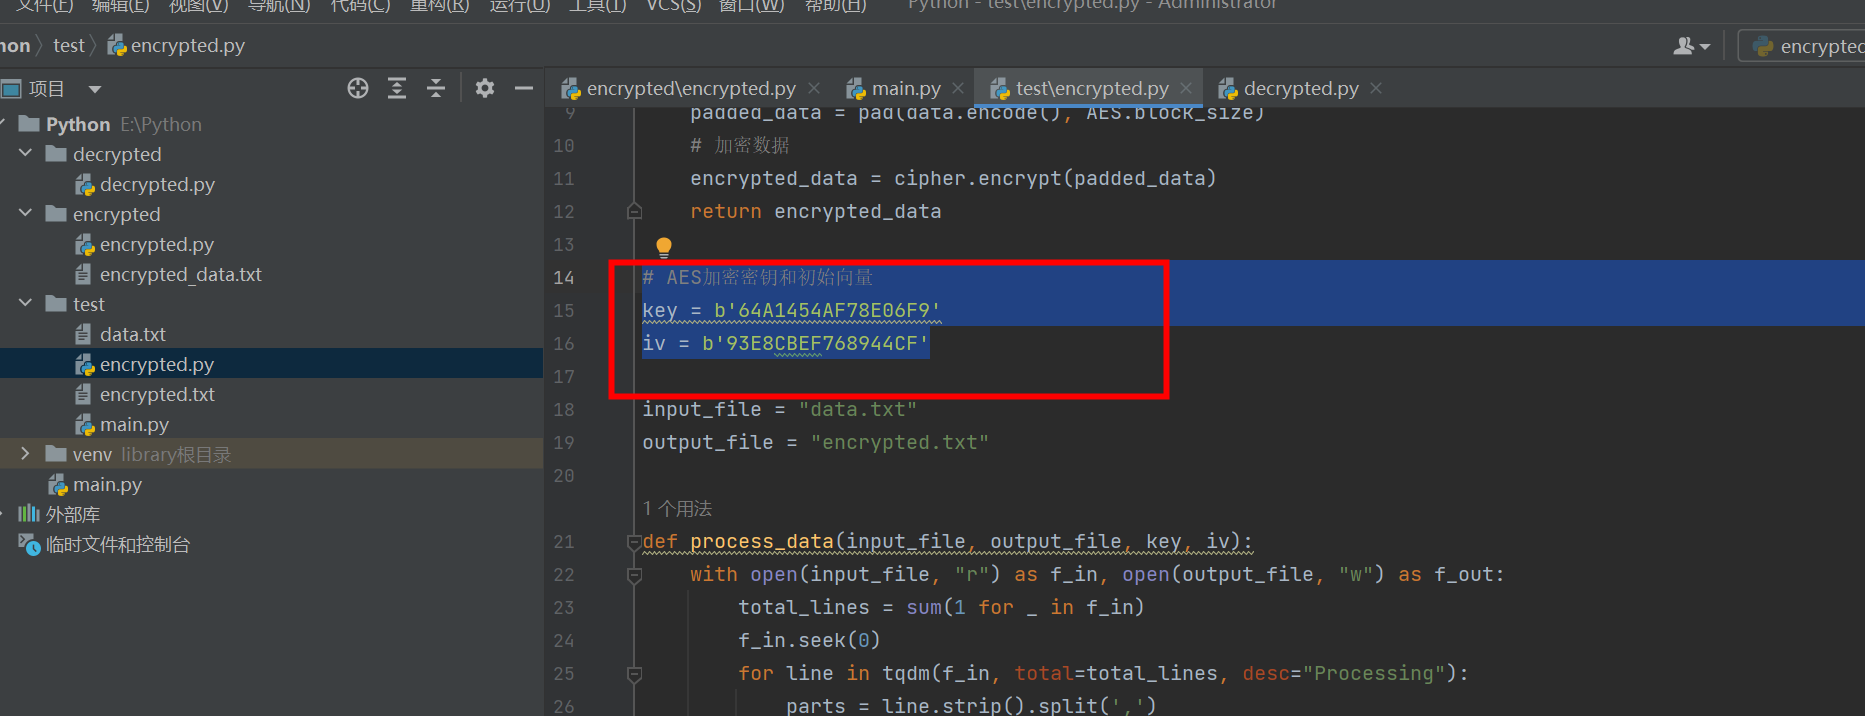 文件(F) 编辑(E) 视图(V) 导航(N) 代码(C) 重构(R) 运行(U) 工具(T) VCS(S) 窗口(W) 帮助(H) Python - test\encrypted.py - Administrator
hon test encrypted.py
encrypted
项目
encrypted\encrypted.py main.py test\encrypted.py decrypted.py
Python E:\Python
decrypted
decrypted.py
encrypted
encrypted.py
encrypted_data.txt
test
data.txt
encrypted.py
encrypted.txt
main.py
venv library根目录
main.py
外部库
临时文件和控制台
9 padded_data = pad(data.encode(), AES.block_size)
10 # 加密数据
11 encrypted_data = cipher.encrypt(padded_data)
12 return encrypted_data
13
14 # AES加密密钥和初始向量
15 key = b'64A1454AF78E06F9'
16 iv = b'93E8CBEF768944CF'
17
18 input_file = "data.txt"
19 output_file = "encrypted.txt"
20
1 个用法
21 def process_data(input_file, output_file, key, iv):
22 with open(input_file, "r") as f_in, open(output_file, "w") as f_out:
23 total_lines = sum(1 for _ in f_in)
24 f_in.seek(0)
25 for line in tqdm(f_in, total=total_lines, desc="Processing"):
26 parts = line.strip().split(',')